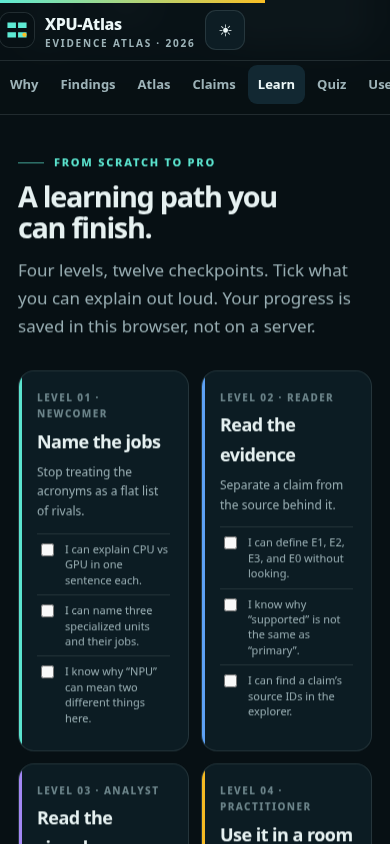 XPU-Atlas
EVIDENCE ATLAS · 2026
Why Findings Atlas Claims Learn Quiz Use
FROM SCRATCH TO PRO
A learning path you
can finish.
Four levels, twelve checkpoints. Tick what
you can explain out loud. Your progress is
saved in this browser, not on a server.
LEVEL 01 ·
NEWCOMER
Name the jobs
Stop treating the
acronyms as a flat list
of rivals.
I can explain CPU vs
GPU in one
sentence each.
I can name three
specialized units
and their jobs.
I know why “NPU”
can mean two
different things
here.
LEVEL 02 · READER
Read the
evidence
Separate a claim from
the source behind it.
I can define E1, E2,
E3, and E0 without
looking.
I know why
“supported” is not
the same as
“primary”.
I can find a claim’s
source IDs in the
explorer.
LEVEL 03 · ANALYST
Read the
LEVEL 04 ·
PRACTITIONER
Use it in a room